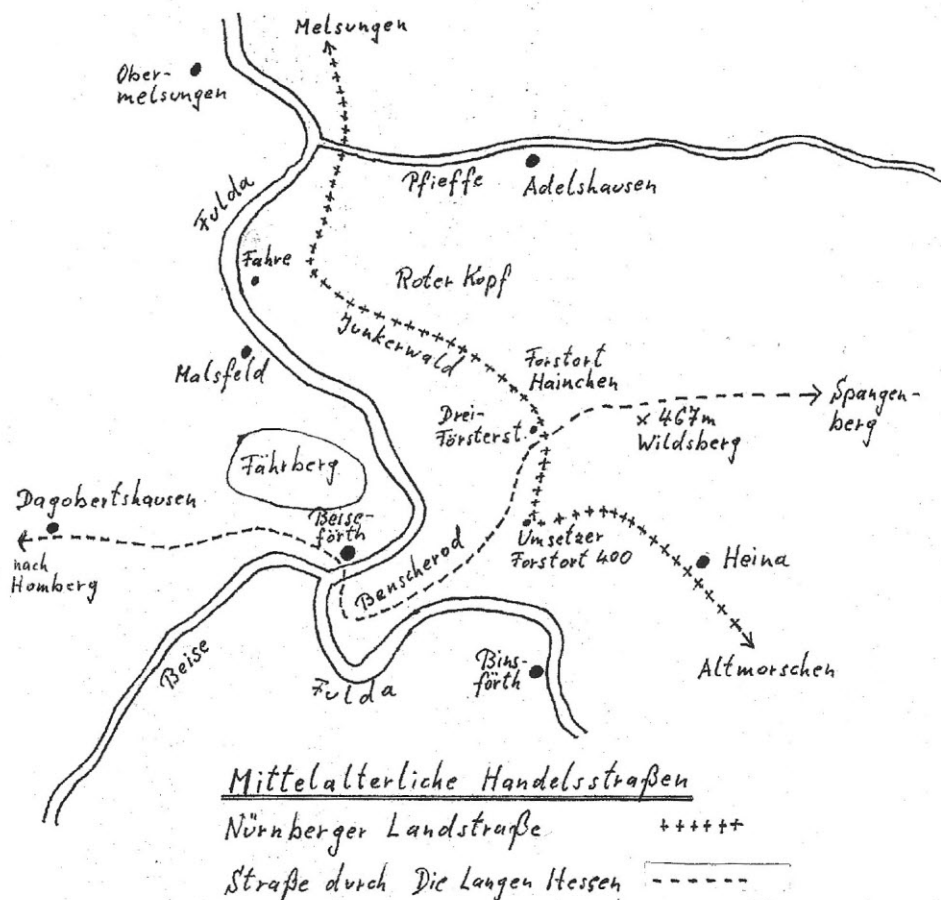 Melsungen
Ober-
melsungen
Pfieffe
Adelshausen
Fulda
Fahre
Roter Kopf
Junkerwald
Malsfeld
Forstort
Hainchen
Drei-
Försterst.
x 467m
Wildsberg
Spangen-
berg
Fährberg
Dagobertshausen
nach
Homberg
Beise-
förth
Banscherod
Umsetzer
Forstort 400
Heina
Beise
Fulda
Bins-
förth
Altmorschen
Mittelalterliche Handelsstraßen
Nürnberger Landstraße ++++++
Straße durch Die Langen Hessen ------